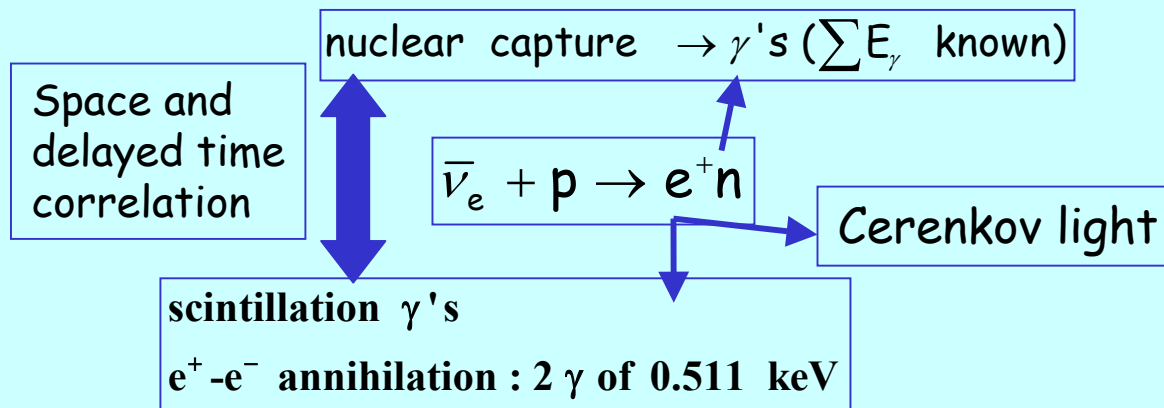 nuclear capture → γ's (∑E_γ known)
Space and
delayed time
correlation
ν̅_e + p → e⁺n
Cerenkov light
scintillation γ's
e⁺-e⁻ annihilation : 2 γ of 0.511 keV